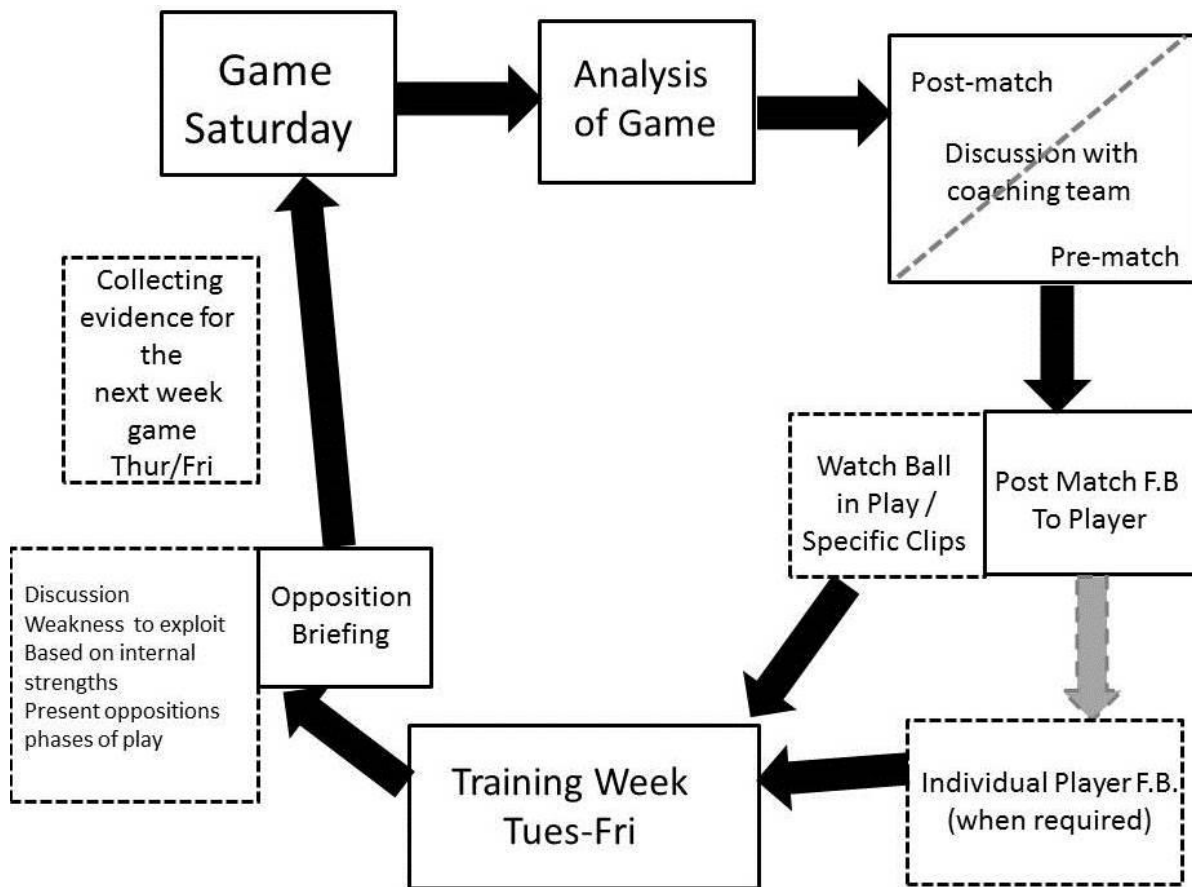 Game
Saturday
Analysis
of Game
Post-match
Discussion with
coaching team
Pre-match
Collecting
evidence for
the
next week
game
Thur/Fri
Watch Ball
in Play /
Specific Clips
Post Match F.B
To Player
Discussion
Weakness to exploit
Based on internal
strengths
Present oppositions
phases of play
Opposition
Briefing
Training Week
Tues-Fri
Individual Player F.B.
(when required)